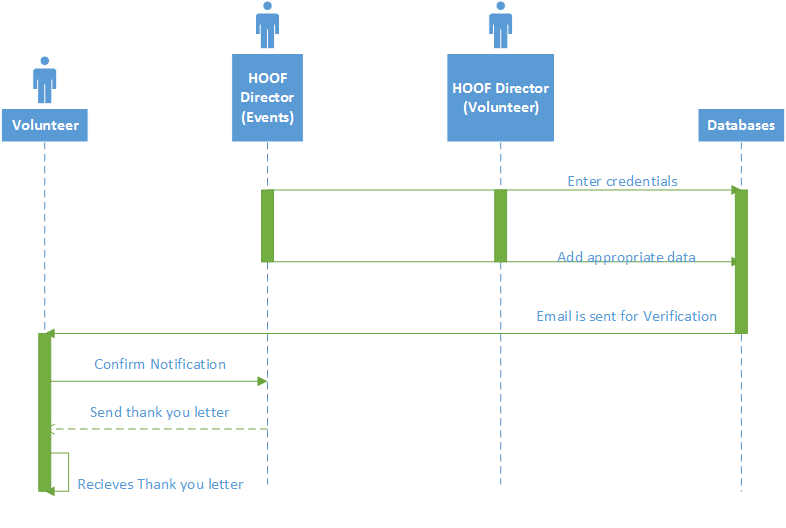 HOOF
Director
(Events)
HOOF Director
(Volunteer)
Volunteer
Databases
Enter credentials
Add appropriate data
Email is sent for Verification
Confirm Notification
Send thank you letter
Recieves Thank you letter